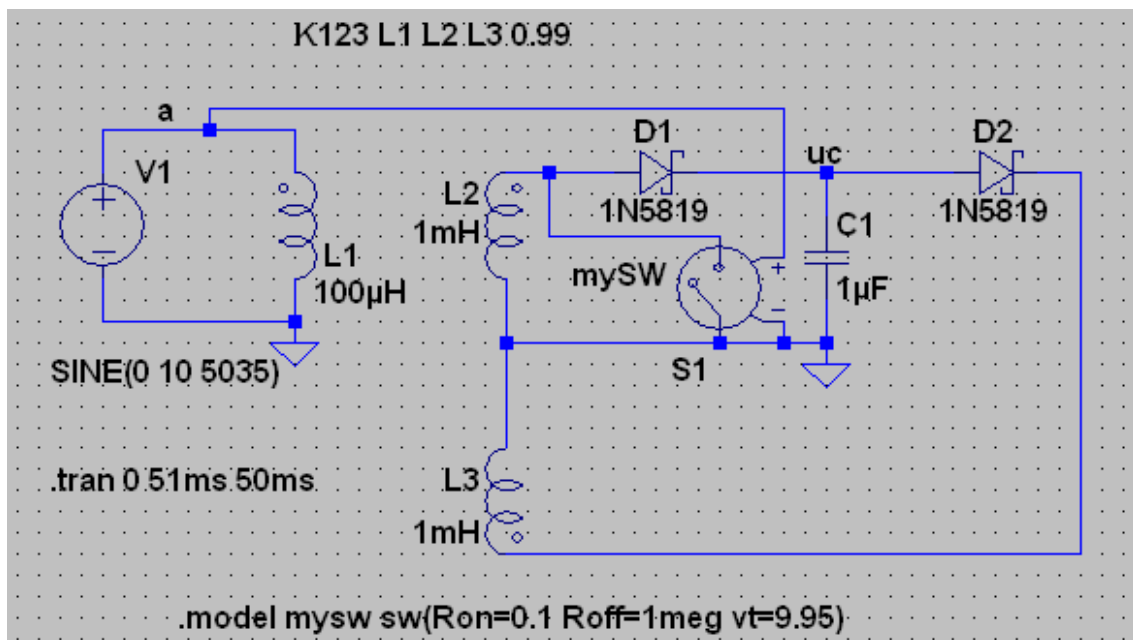 K123 L1 L2 L3 0.99
a
V1
L1
100µH
SINE(0 10 5035)
.tran 0 51ms 50ms
L2
1mH
D1
1N5819
mySW
S1
uc
C1
1µF
D2
1N5819
L3
1mH
.model mysw sw(Ron=0.1 Roff=1meg vt=9.95)